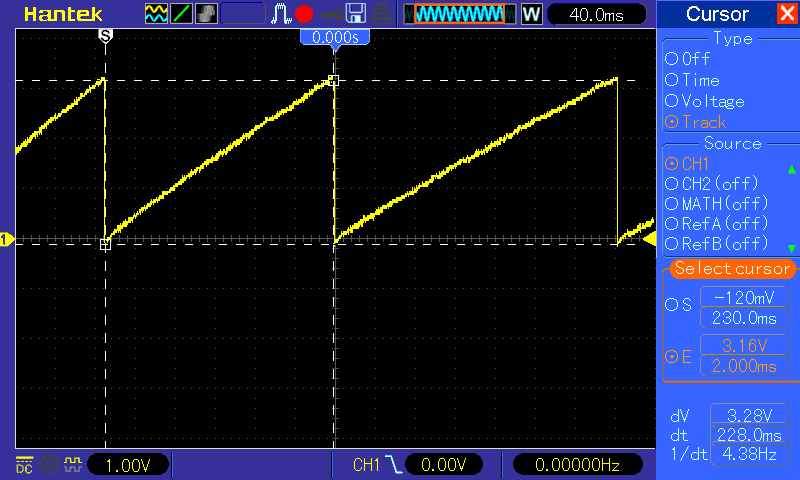 Hantek
W
40.0ms
Cursor
S
0.000s
Type
Off
Time
Voltage
Track
Source
CH1
CH2(off)
MATH(off)
RefA(off)
RefB(off)
1
Select cursor
S
-120mV
230.0ms
E
3.16V
2.000ms
dV
3.28V
dt
228.0ms
1/dt
4.38Hz
DC
1.00V
CH1
0.00V
0.00000Hz